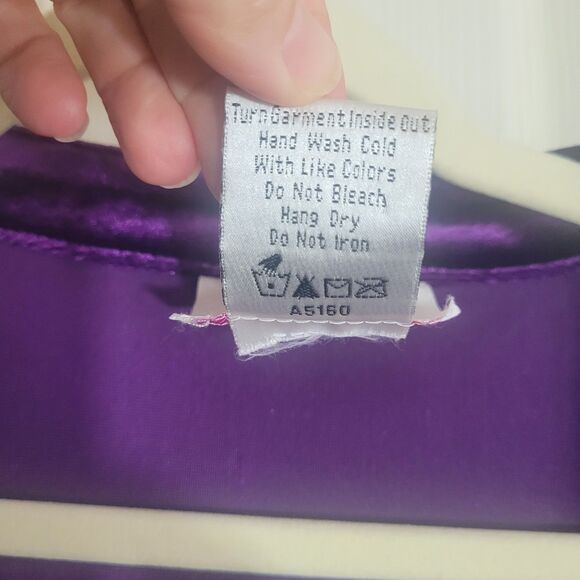 Turn Garment Inside Out
Hand Wash Cold
With Like Colors
Do Not Bleach
Hang Dry
Do Not Iron
A5160